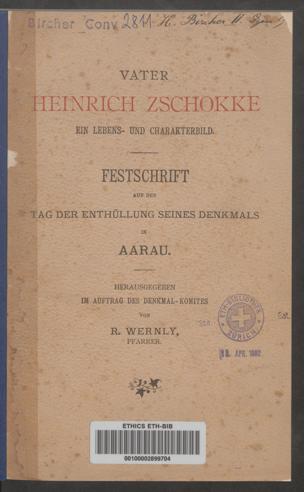 Bircher Conv 2811 H. Bircher
VATER
HEINRICH ZSCHOKKE
EIN LEBENS- UND CHARAKTERBILD.
FESTSCHRIFT
AUF DEN
TAG DER ENTHÜLLUNG SEINES DENKMALS
IN
AARAU.
HERAUSGEGEBEN
IM AUFTRAG DES DENKMAL-KOMITES
VON
R. WERNLY,
PFARRER.
ETH-BIBLIOTHEK
ZÜRICH
APR. 1982
ETHICS ETH-BIB
00100002899704